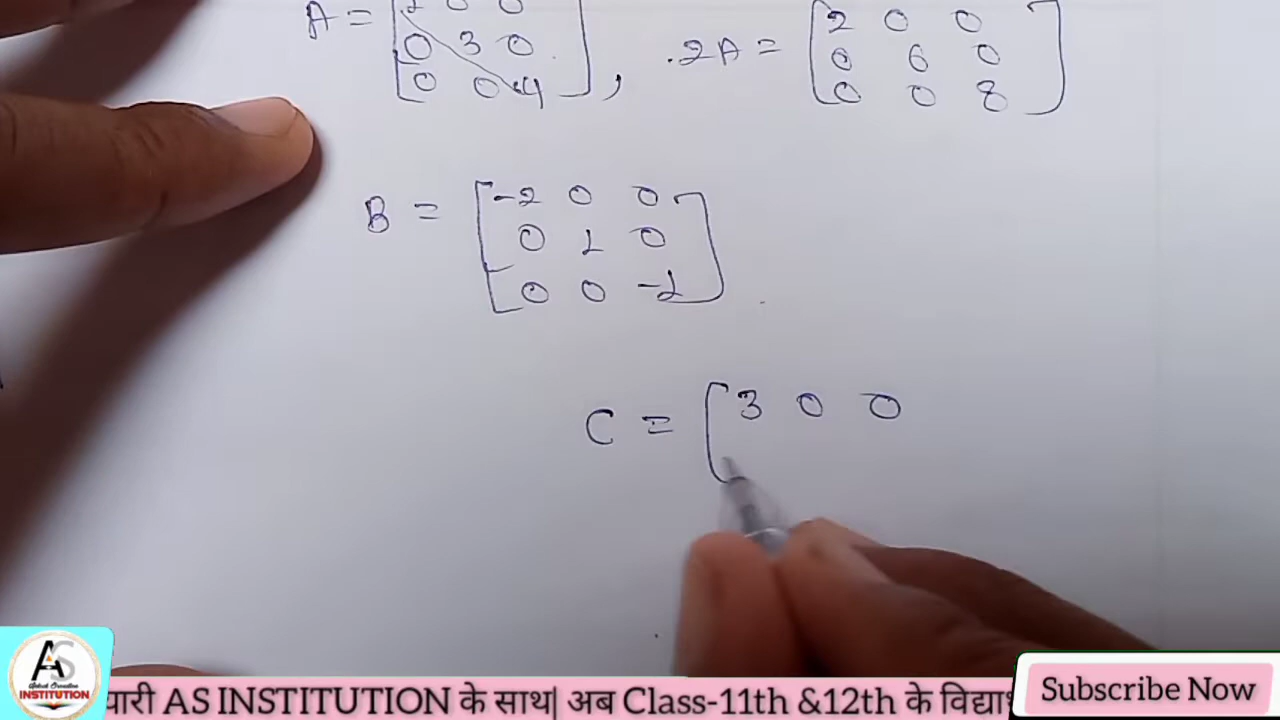 A = [ 0 0
0 3 0
0 0 4 ] , .2A = [ 2 0 0
0 6 0
0 0 8 ]
B = [ -2 0 0
0 1 0
0 0 -1 ]
C = [ 3 0 0
AS
INSTITUTION
यारी AS INSTITUTION के साथ| अब Class-11th &12th के
Subscribe Now